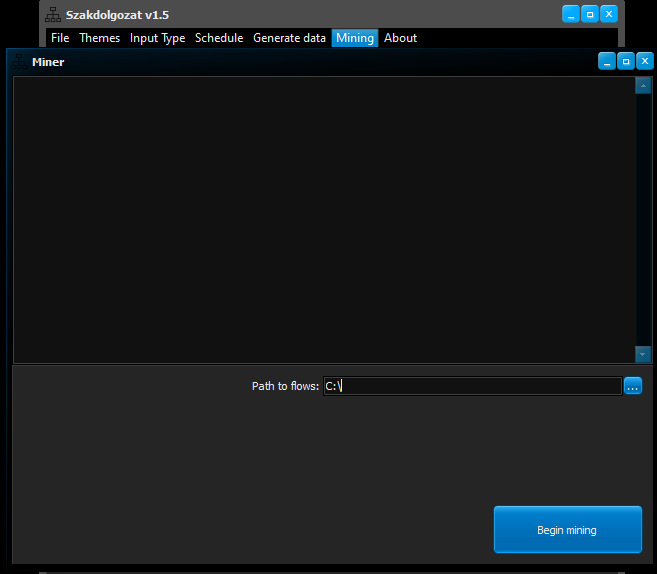 Szakdolgozat v1.5
File Themes Input Type Schedule Generate data Mining About
Miner
Path to flows: C:\ ...
Begin mining